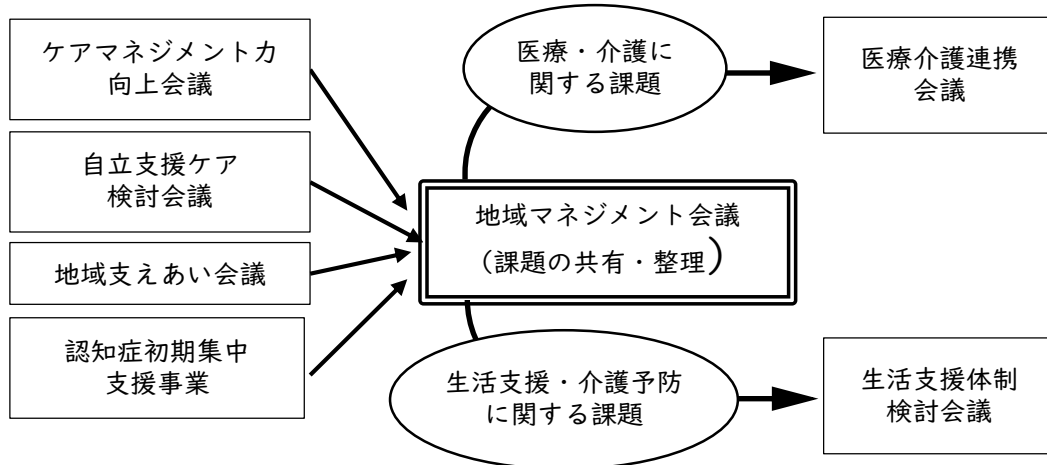 ケアマネジメント力
向上会議
自立支援ケア
検討会議
地域支えあい会議
認知症初期集中
支援事業
医療・介護に
関する課題
地域マネジメント会議
（課題の共有・整理）
生活支援・介護予防
に関する課題
医療介護連携
会議
生活支援体制
検討会議